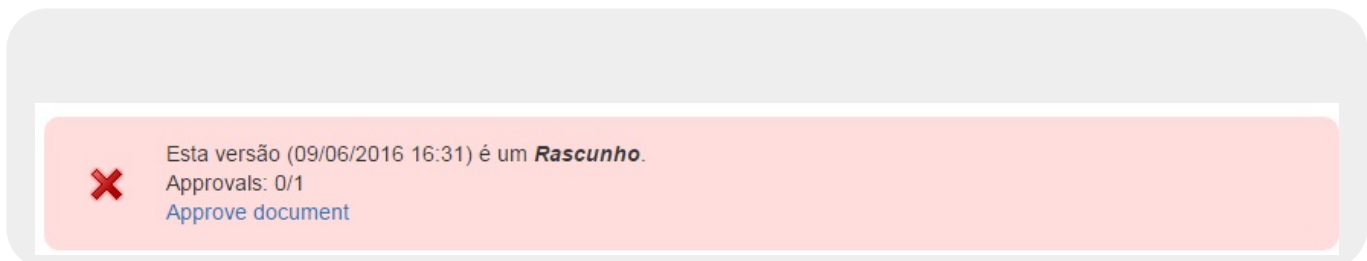 Esta versão (09/06/2016 16:31) é um Rascunho.
Approvals: 0/1
Approve document